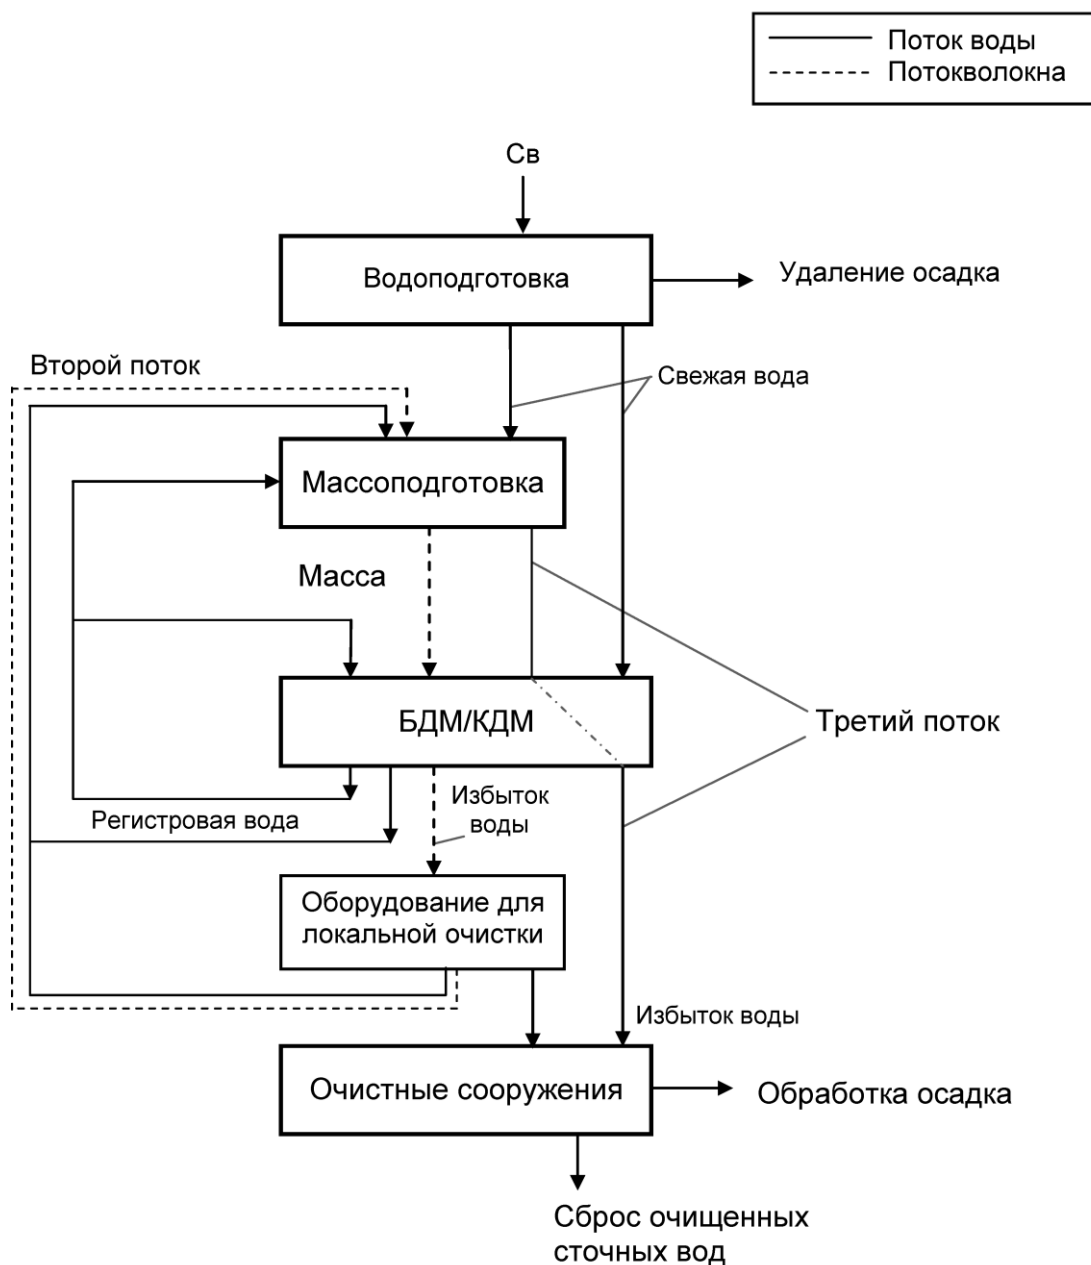 Поток воды
Потокволокна
Св
Водоподготовка
Удаление осадка
Второй поток
Свежая вода
Массоподготовка
Масса
БДМ/КДМ
Третий поток
Избыток
воды
Регистровая вода
Оборудование для
локальной очистки
Избыток воды
Очистные сооружения
Обработка осадка
Сброс очищенных
сточных вод